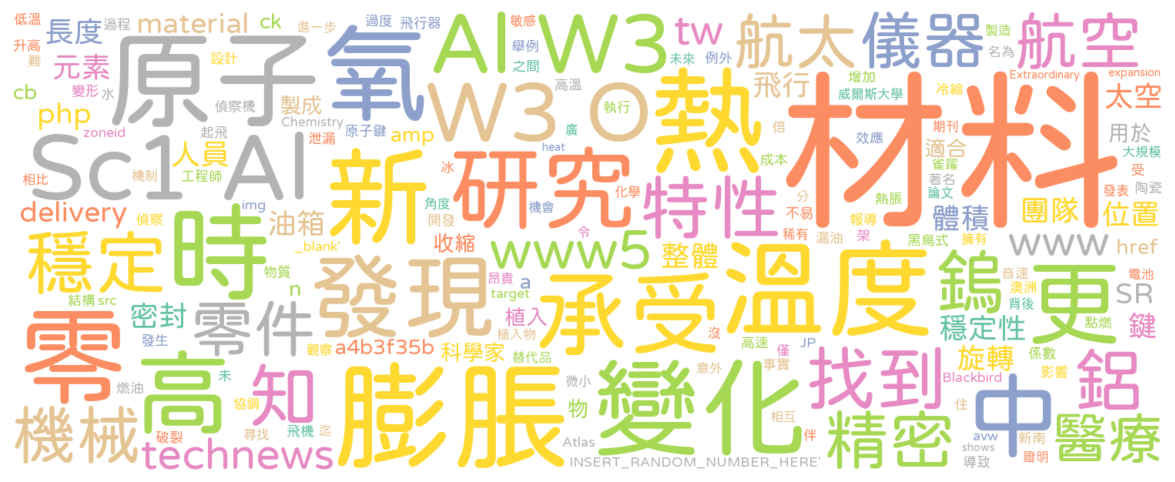 低溫 過程 material ck 進一步 過度 飛行器 敏感 Al W3 tw 航太 儀器 製造 航空
升高 長度 設計 原子 氧 舉例 之間 未來 例外 名為
難 元素 變形 水 偵察機 製成 高溫 飛行 增加 Extraordinary expansion
cb php 威爾斯大學 冷縮 太空
zoneid 起飛 Chemistry 泄漏 原子鍵 amp W3 O 執行 熱 倍 材料 效應 期刊 用於
Sc1 Al 人員 工程師 heat 廣 適合 大規模
相比 機制 新 冰 研究 化學 成本 雀躍 著名 受
delivery 偵察 img 油箱 角度 機會 特性 分 不易 熱脹 論文 發表 陶瓷
_blank' 開發 令 稀有 報導 體積 團隊 位置
穩定 時 收縮 www5 整體 漏油 架 黑鳥式 擁有 www href
物質 發現 昂貴 a 溫度 音速 電池
結構 src n target 承受 鎢 澳洲 更 SR
零 密封 零件 植入 背後 點燃 鍵
發生 觀察 a4b3f35b 科學家 植入物 替代品 沒 高速 僅 JP 穩定性 係數
燃油 未 高 知 膨脹 微小 變化 意外 事實 找到 旋轉 影響 鋁
協調 物 Blackbird 住 中
機械 破裂 尋找 飛機 迄 Atlas 相互 伴 精密 avw 新南 醫療
technews INSERT_RANDOM_NUMBER_HERE' shows 證明
導致